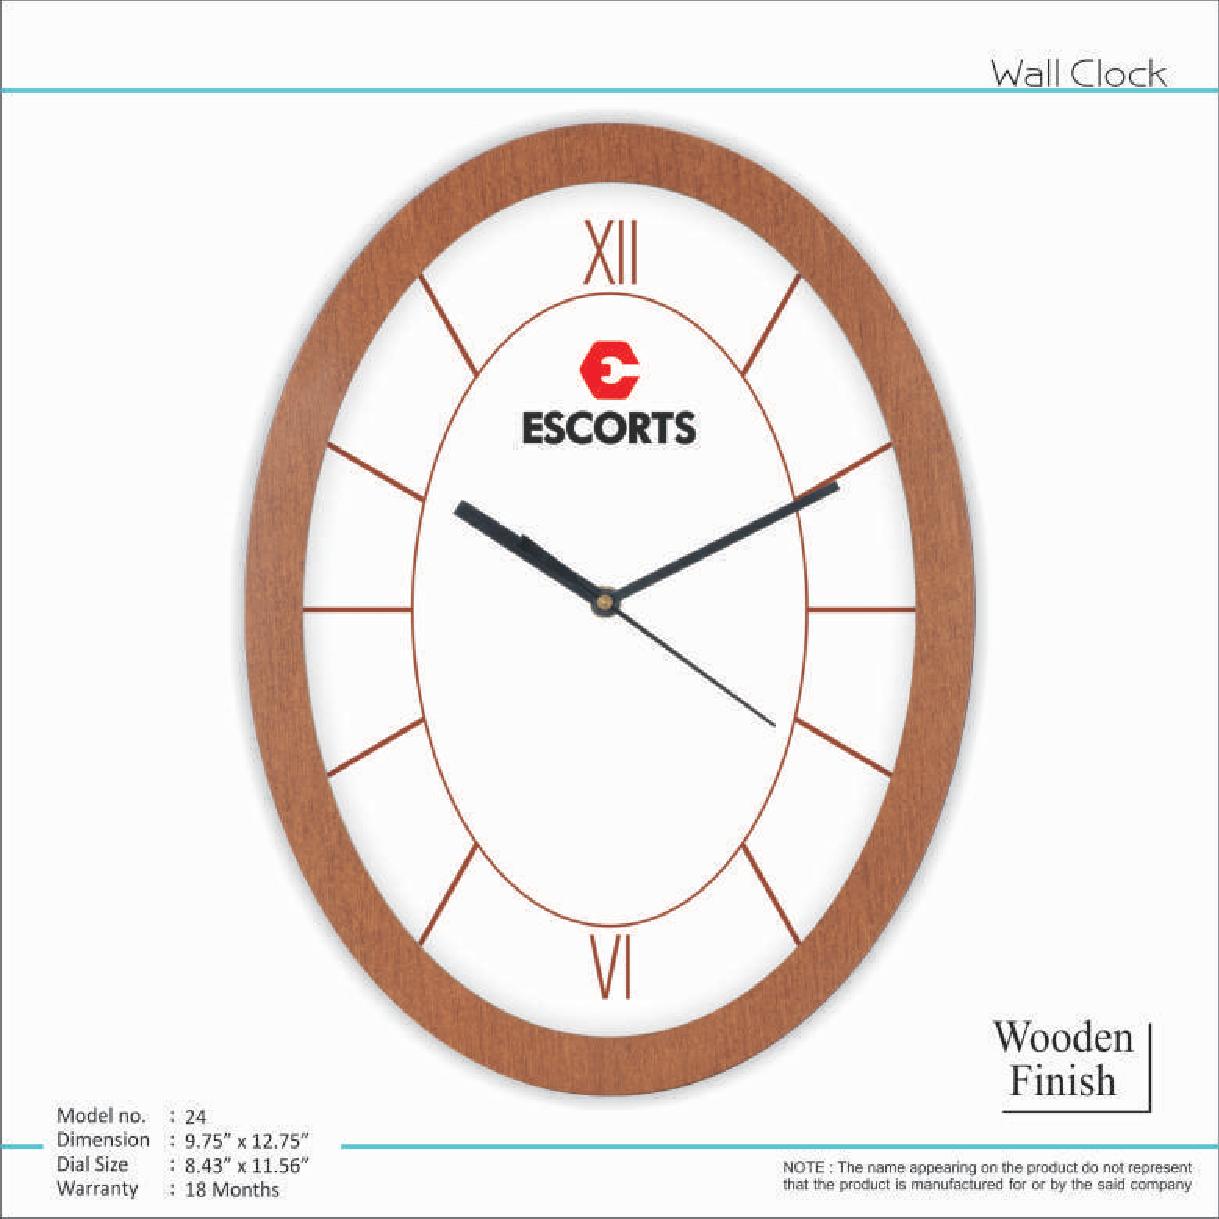 Wall Clock
XII
ESCORTS
VI
Wooden
Finish
Model no. : 24
Dimension : 9.75" x 12.75"
Dial Size : 8.43" x 11.56"
Warranty : 18 Months
NOTE : The name appearing on the product do not represent
that the product is manufactured for or by the said company